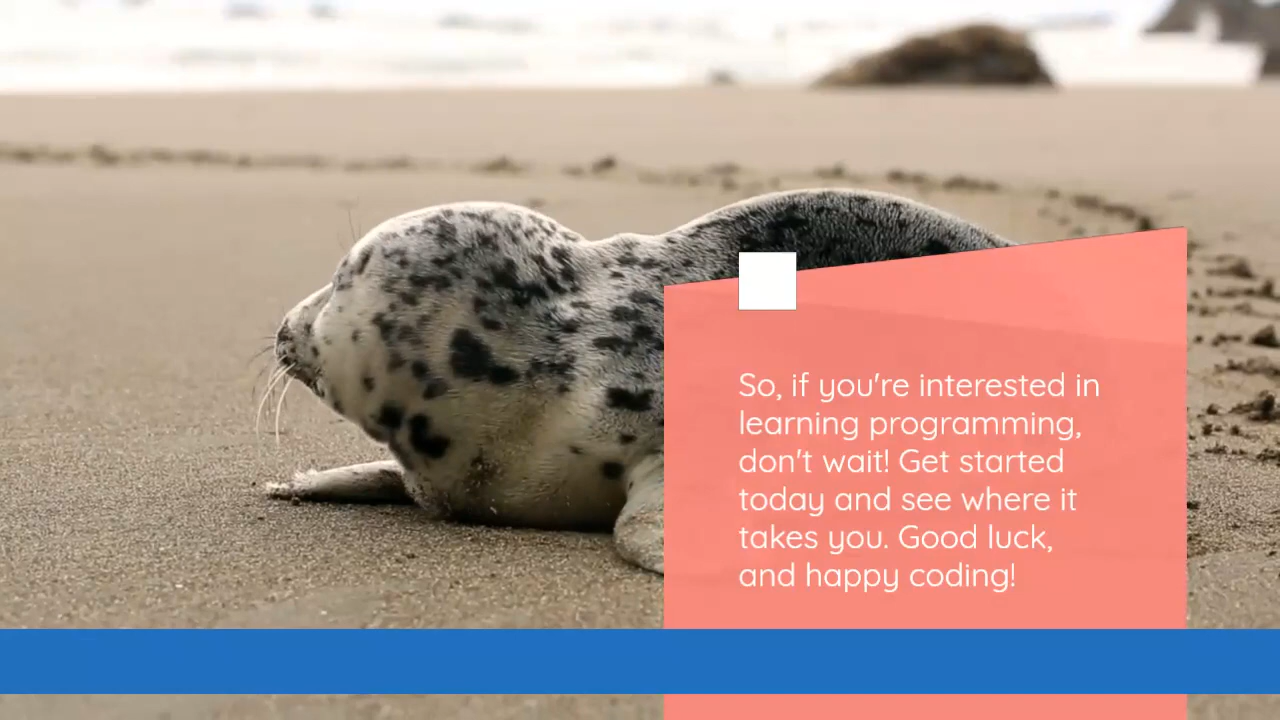 So, if you're interested in
learning programming,
don't wait! Get started
today and see where it
takes you. Good luck,
and happy coding!